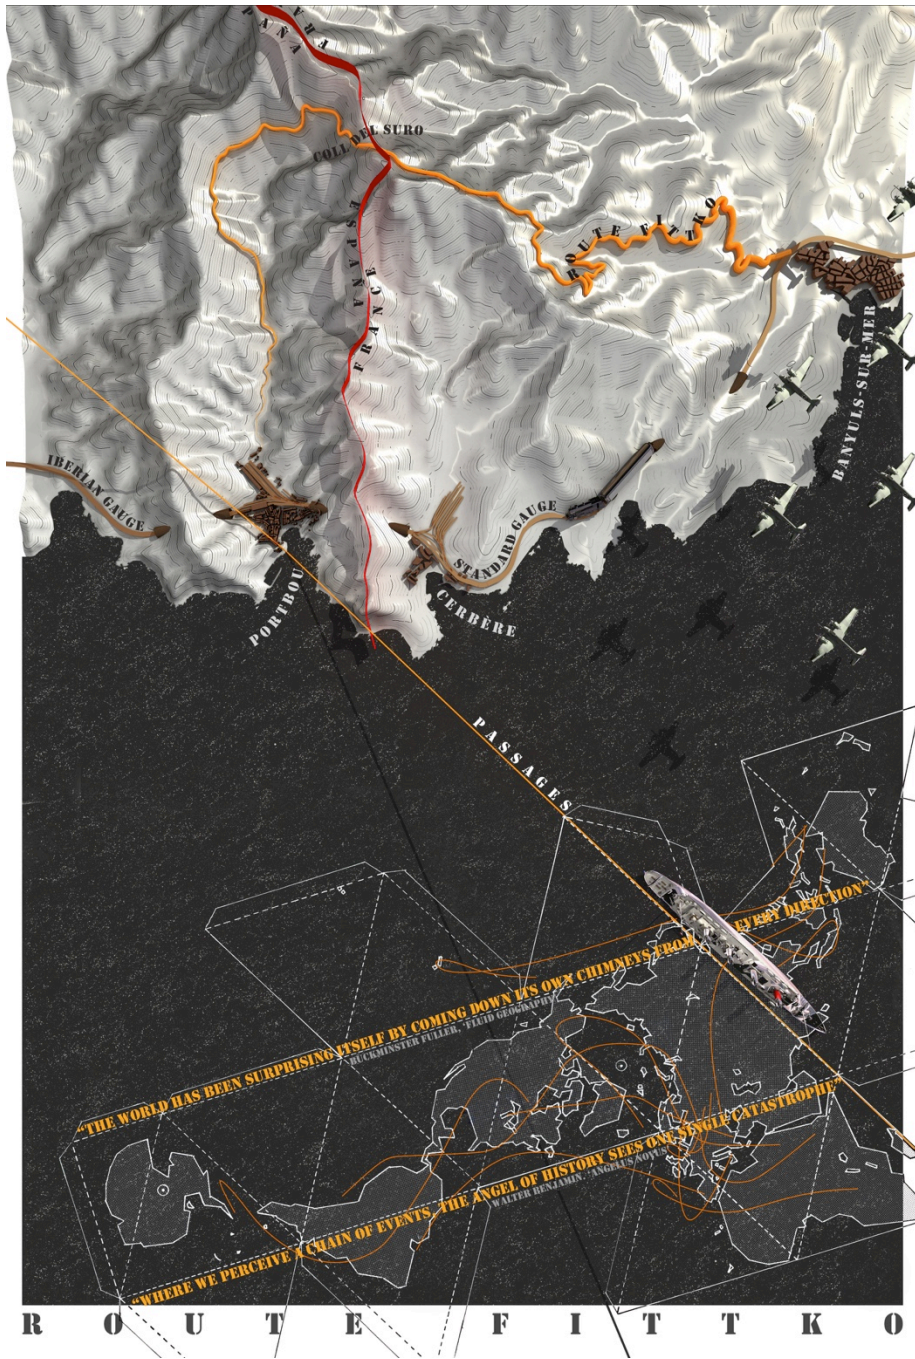 PAÑA
FRA
COLL DEL SURO
ROUTE FITTKO
ESPAÑA
FRANCE
BANYULS-SUR-MER
IBERIAN GAUGE
STANDARD GAUGE
PORTBOU
CERBÈRE
PASSAGES
“THE WORLD HAS BEEN SURPRISING ITSELF BY COMING DOWN ITS OWN CHIMNEYS FROM EVERY DIRECTION”
BUCKMINSTER FULLER, ‘FLUID GEOGRAPHY’
“WHERE WE PERCEIVE A CHAIN OF EVENTS, THE ANGEL OF HISTORY SEES ONE SINGLE CATASTROPHE”
WALTER BENJAMIN, ‘ANGELUS NOVUS’
ROUTE FITTKO